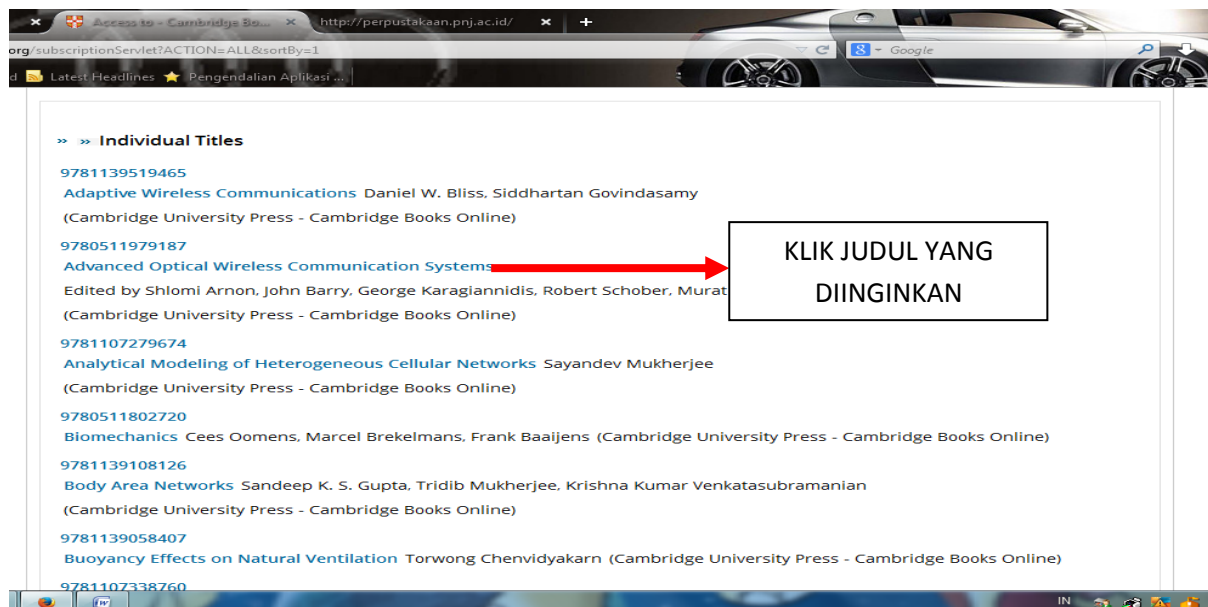 Access to - Cambridge Bo...
http://perpustakaan.pnj.ac.id/
org/subscriptionServlet?ACTION=ALL&sortBy=1
Google
d Latest Headlines Pengendalian Aplikasi ...
» » Individual Titles
9781139519465
Adaptive Wireless Communications Daniel W. Bliss, Siddhartan Govindasamy
(Cambridge University Press - Cambridge Books Online)
9780511979187
Advanced Optical Wireless Communication Systems
Edited by Shlomi Arnon, John Barry, George Karagiannidis, Robert Schober, Murat
(Cambridge University Press - Cambridge Books Online)
KLIK JUDUL YANG
DIINGINKAN
9781107279674
Analytical Modeling of Heterogeneous Cellular Networks Sayandev Mukherjee
(Cambridge University Press - Cambridge Books Online)
9780511802720
Biomechanics Cees Oomens, Marcel Brekelmans, Frank Baaijens (Cambridge University Press - Cambridge Books Online)
9781139108126
Body Area Networks Sandeep K. S. Gupta, Tridib Mukherjee, Krishna Kumar Venkatasubramanian
(Cambridge University Press - Cambridge Books Online)
9781139058407
Buoyancy Effects on Natural Ventilation Torwong Chenvidyakarn (Cambridge University Press - Cambridge Books Online)
9781107338760
IN